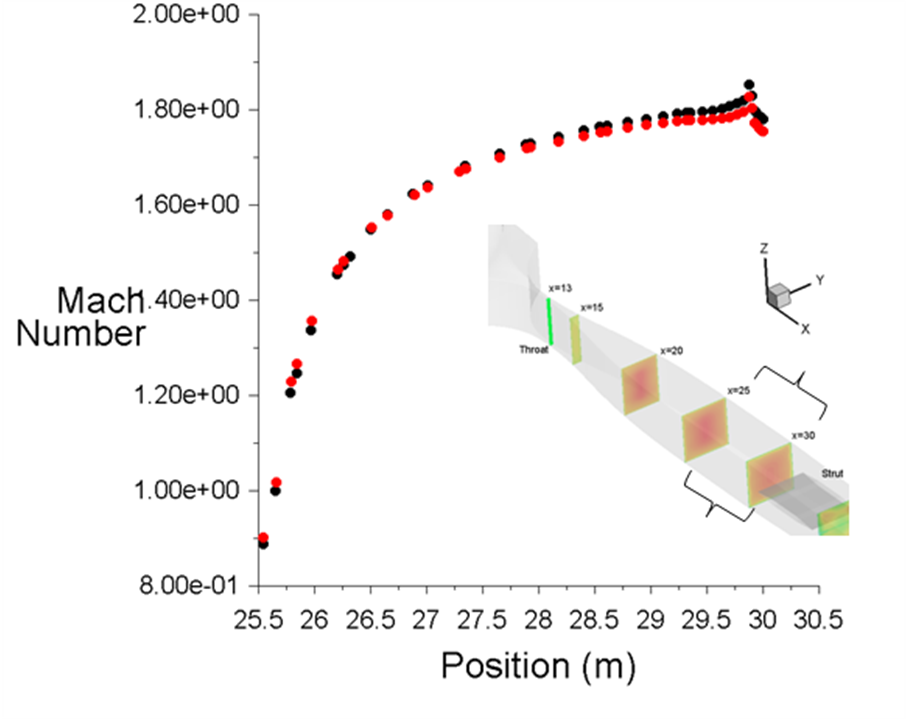 2.00e+00
1.80e+00
1.60e+00
1.40e+00
1.20e+00
1.00e+00
8.00e-01
Mach
Number
25.5 26 26.5 27 27.5 28 28.5 29 29.5 30 30.5
Position (m)
x=13
x=15
Throat
x=20
x=25
x=30
Strut
Z
Y
X